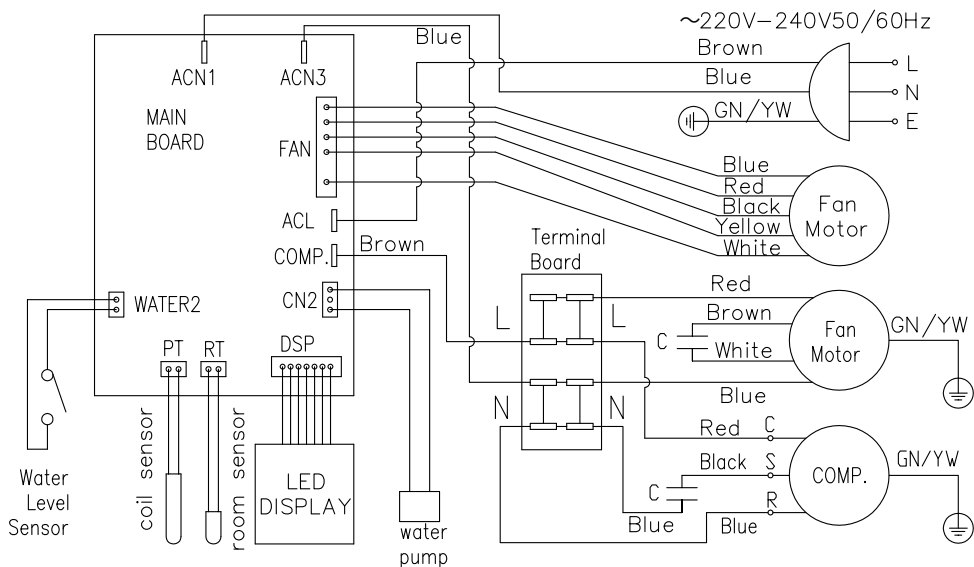 ~220V-240V50/60Hz
Brown
L
Blue
Blue
N
GN/YW
E
ACN1
ACN3
MAIN
BOARD
FAN
Blue
Red
Black
Yellow
White
Fan
Motor
ACL
COMP.
Brown
Terminal
Board
WATER2
CN2
L
L
Red
Brown
C
White
Fan
Motor
GN/YW
Blue
PT
RT
DSP
N
N
Red
C
Black
S
C
R
Blue
Blue
COMP.
GN/YW
Water
Level
Sensor
coil sensor
room sensor
LED
DISPLAY
water
pump